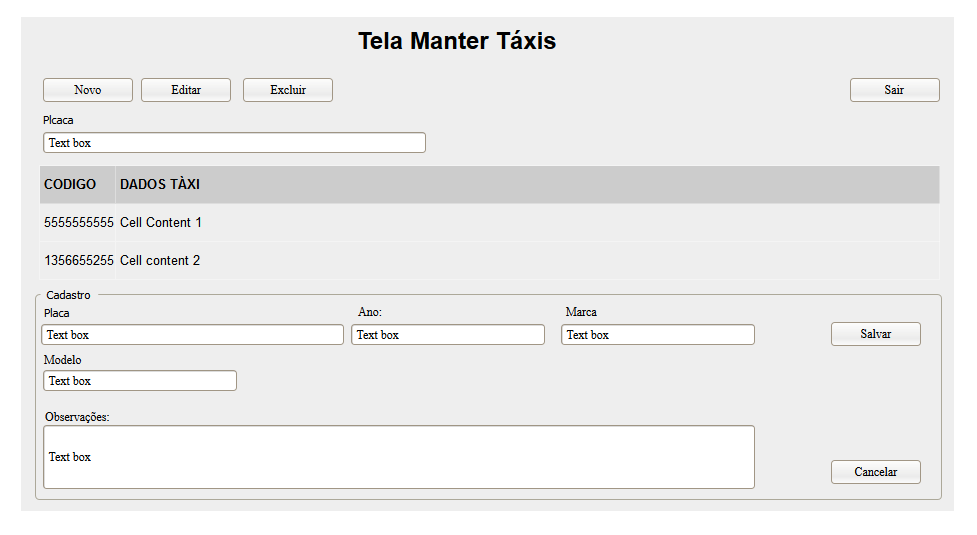 Tela Manter Táxis
Novo Editar Excluir Sair
Plcaca
Text box
CODIGO DADOS TÀXI
5555555555 Cell Content 1
1356655255 Cell content 2
Cadastro
Placa Ano: Marca
Text box Text box Text box Salvar
Modelo
Text box
Observações:
Text box
Cancelar